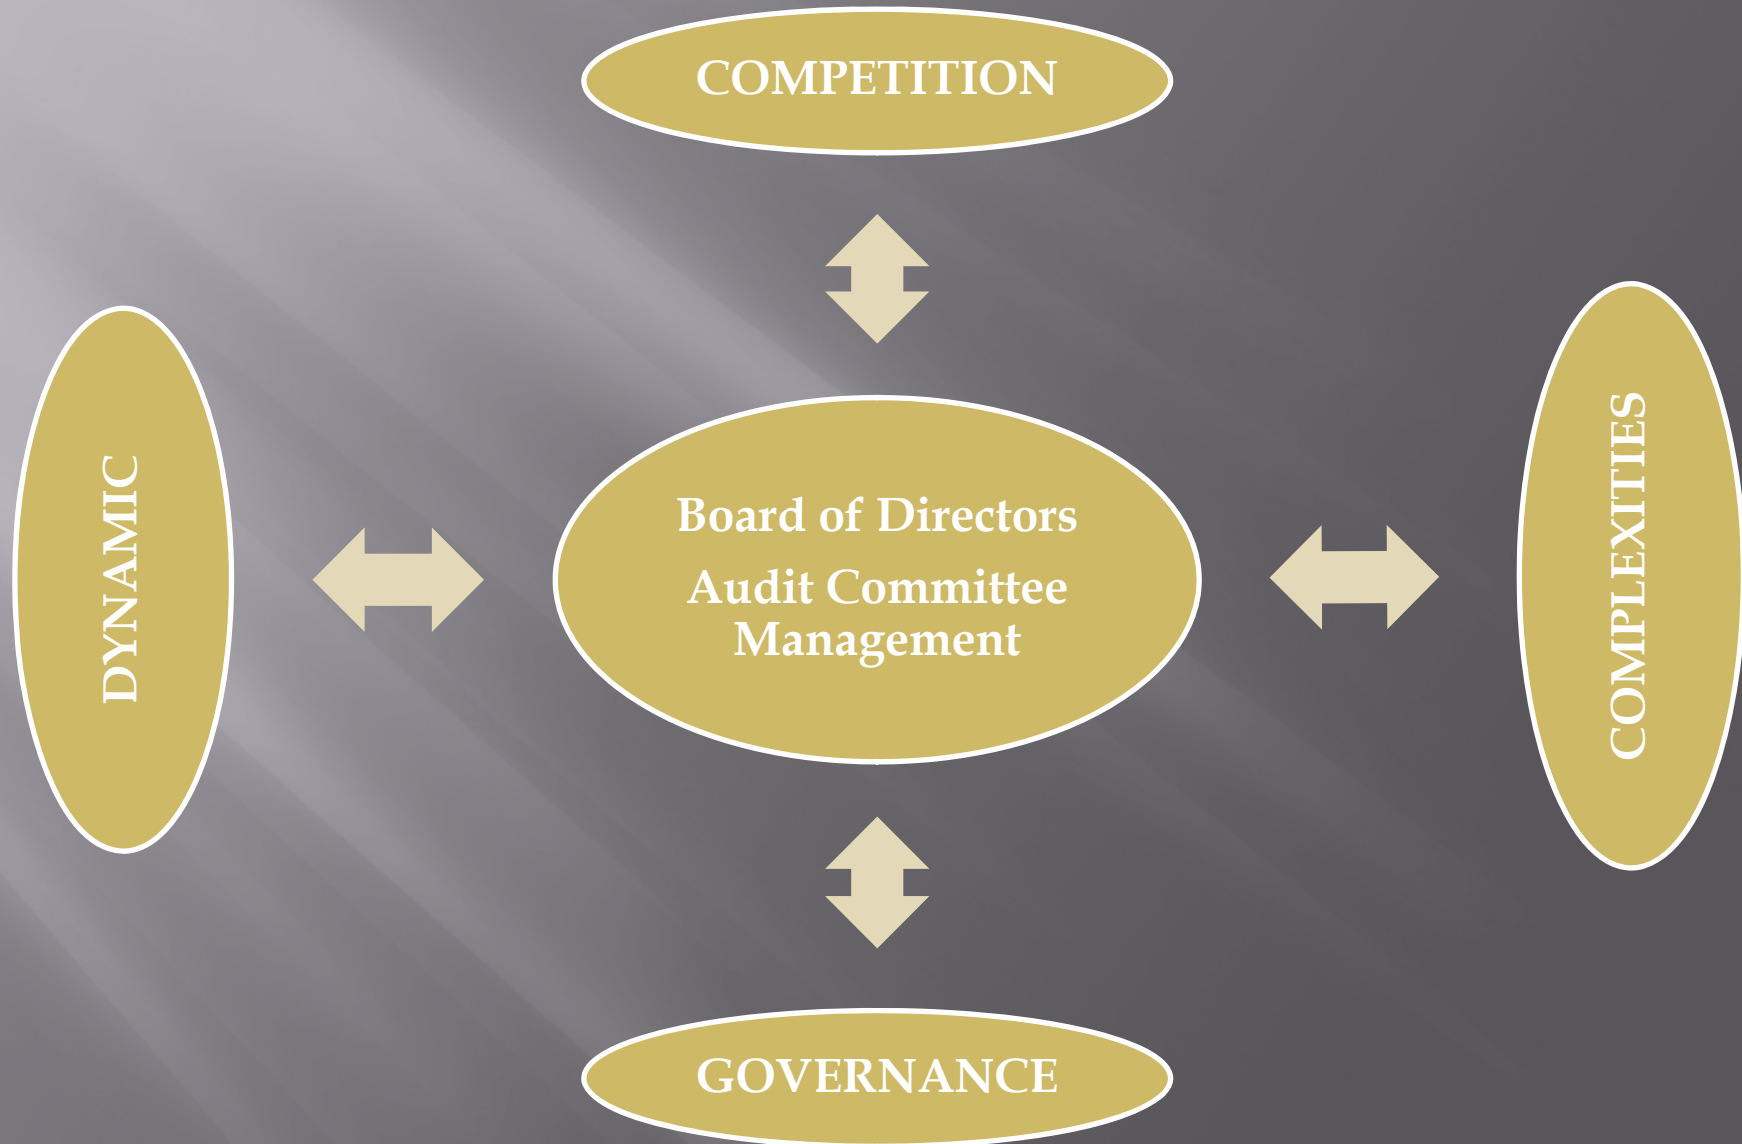 COMPETITION
DYNAMIC
Board of Directors
Audit Committee
Management
COMPLEXITIES
GOVERNANCE